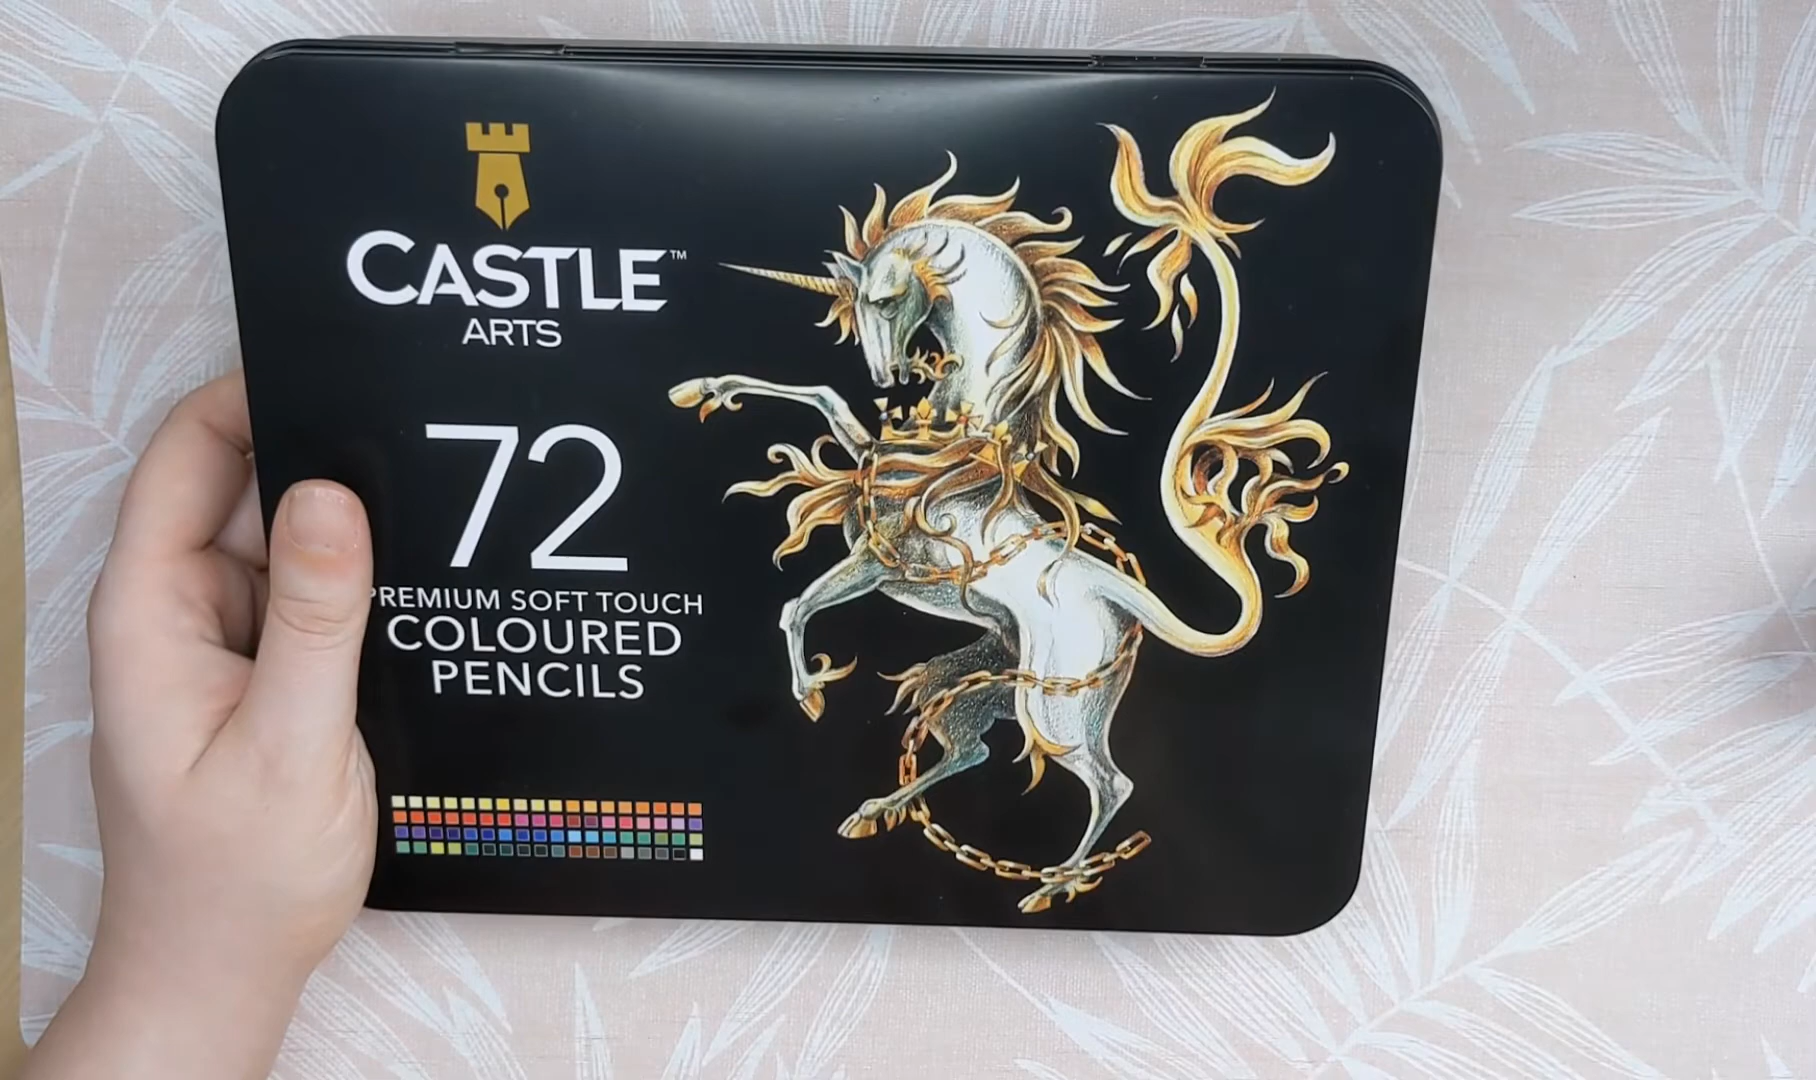 CASTLE™
ARTS
72
PREMIUM SOFT TOUCH
COLOURED
PENCILS